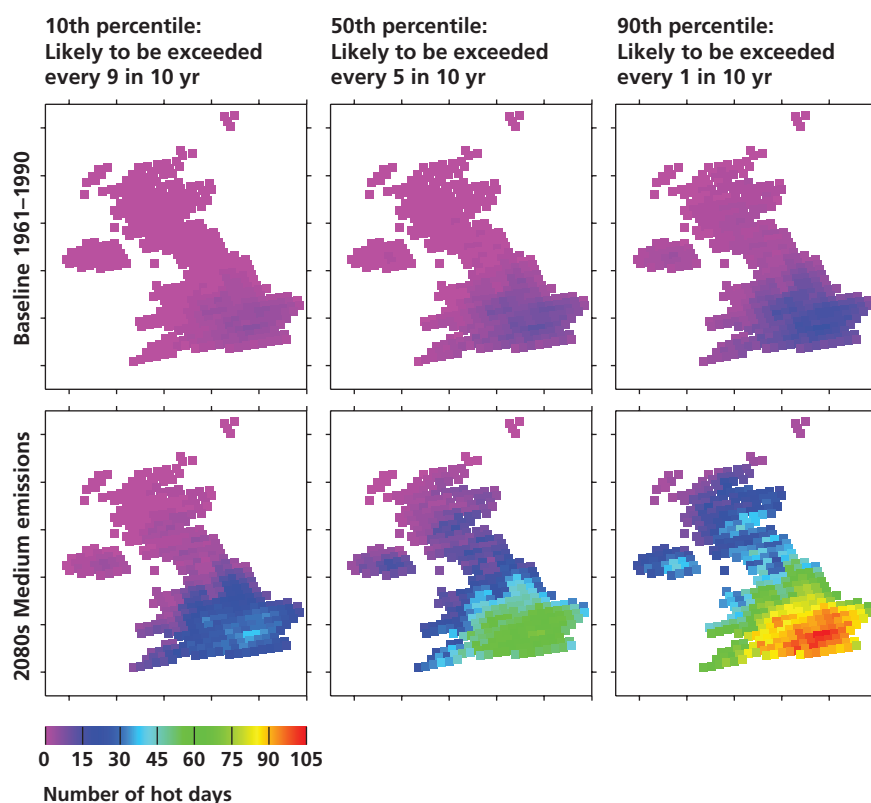 10th percentile:
Likely to be exceeded
every 9 in 10 yr
50th percentile:
Likely to be exceeded
every 5 in 10 yr
90th percentile:
Likely to be exceeded
every 1 in 10 yr
Baseline 1961–1990
2080s Medium emissions
0 15 30 45 60 75 90 105
Number of hot days